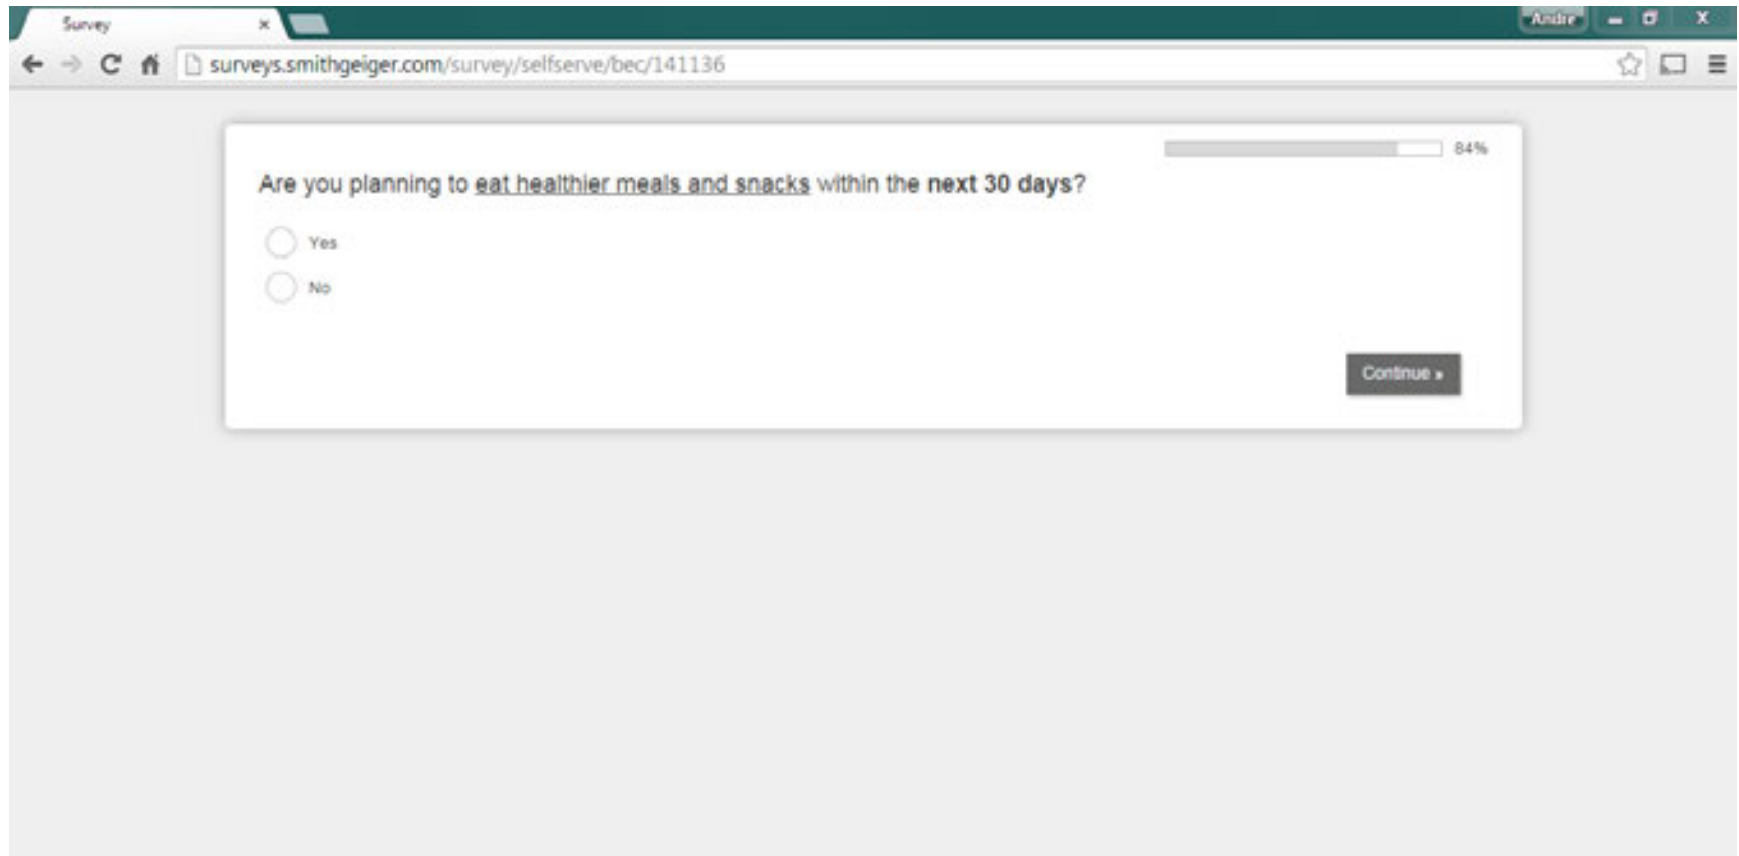 Survey
Andre
surveys.smithgeiger.com/survey/selfserve/bec/141136
84%
Are you planning to eat healthier meals and snacks within the next 30 days?
Yes
No
Continue »